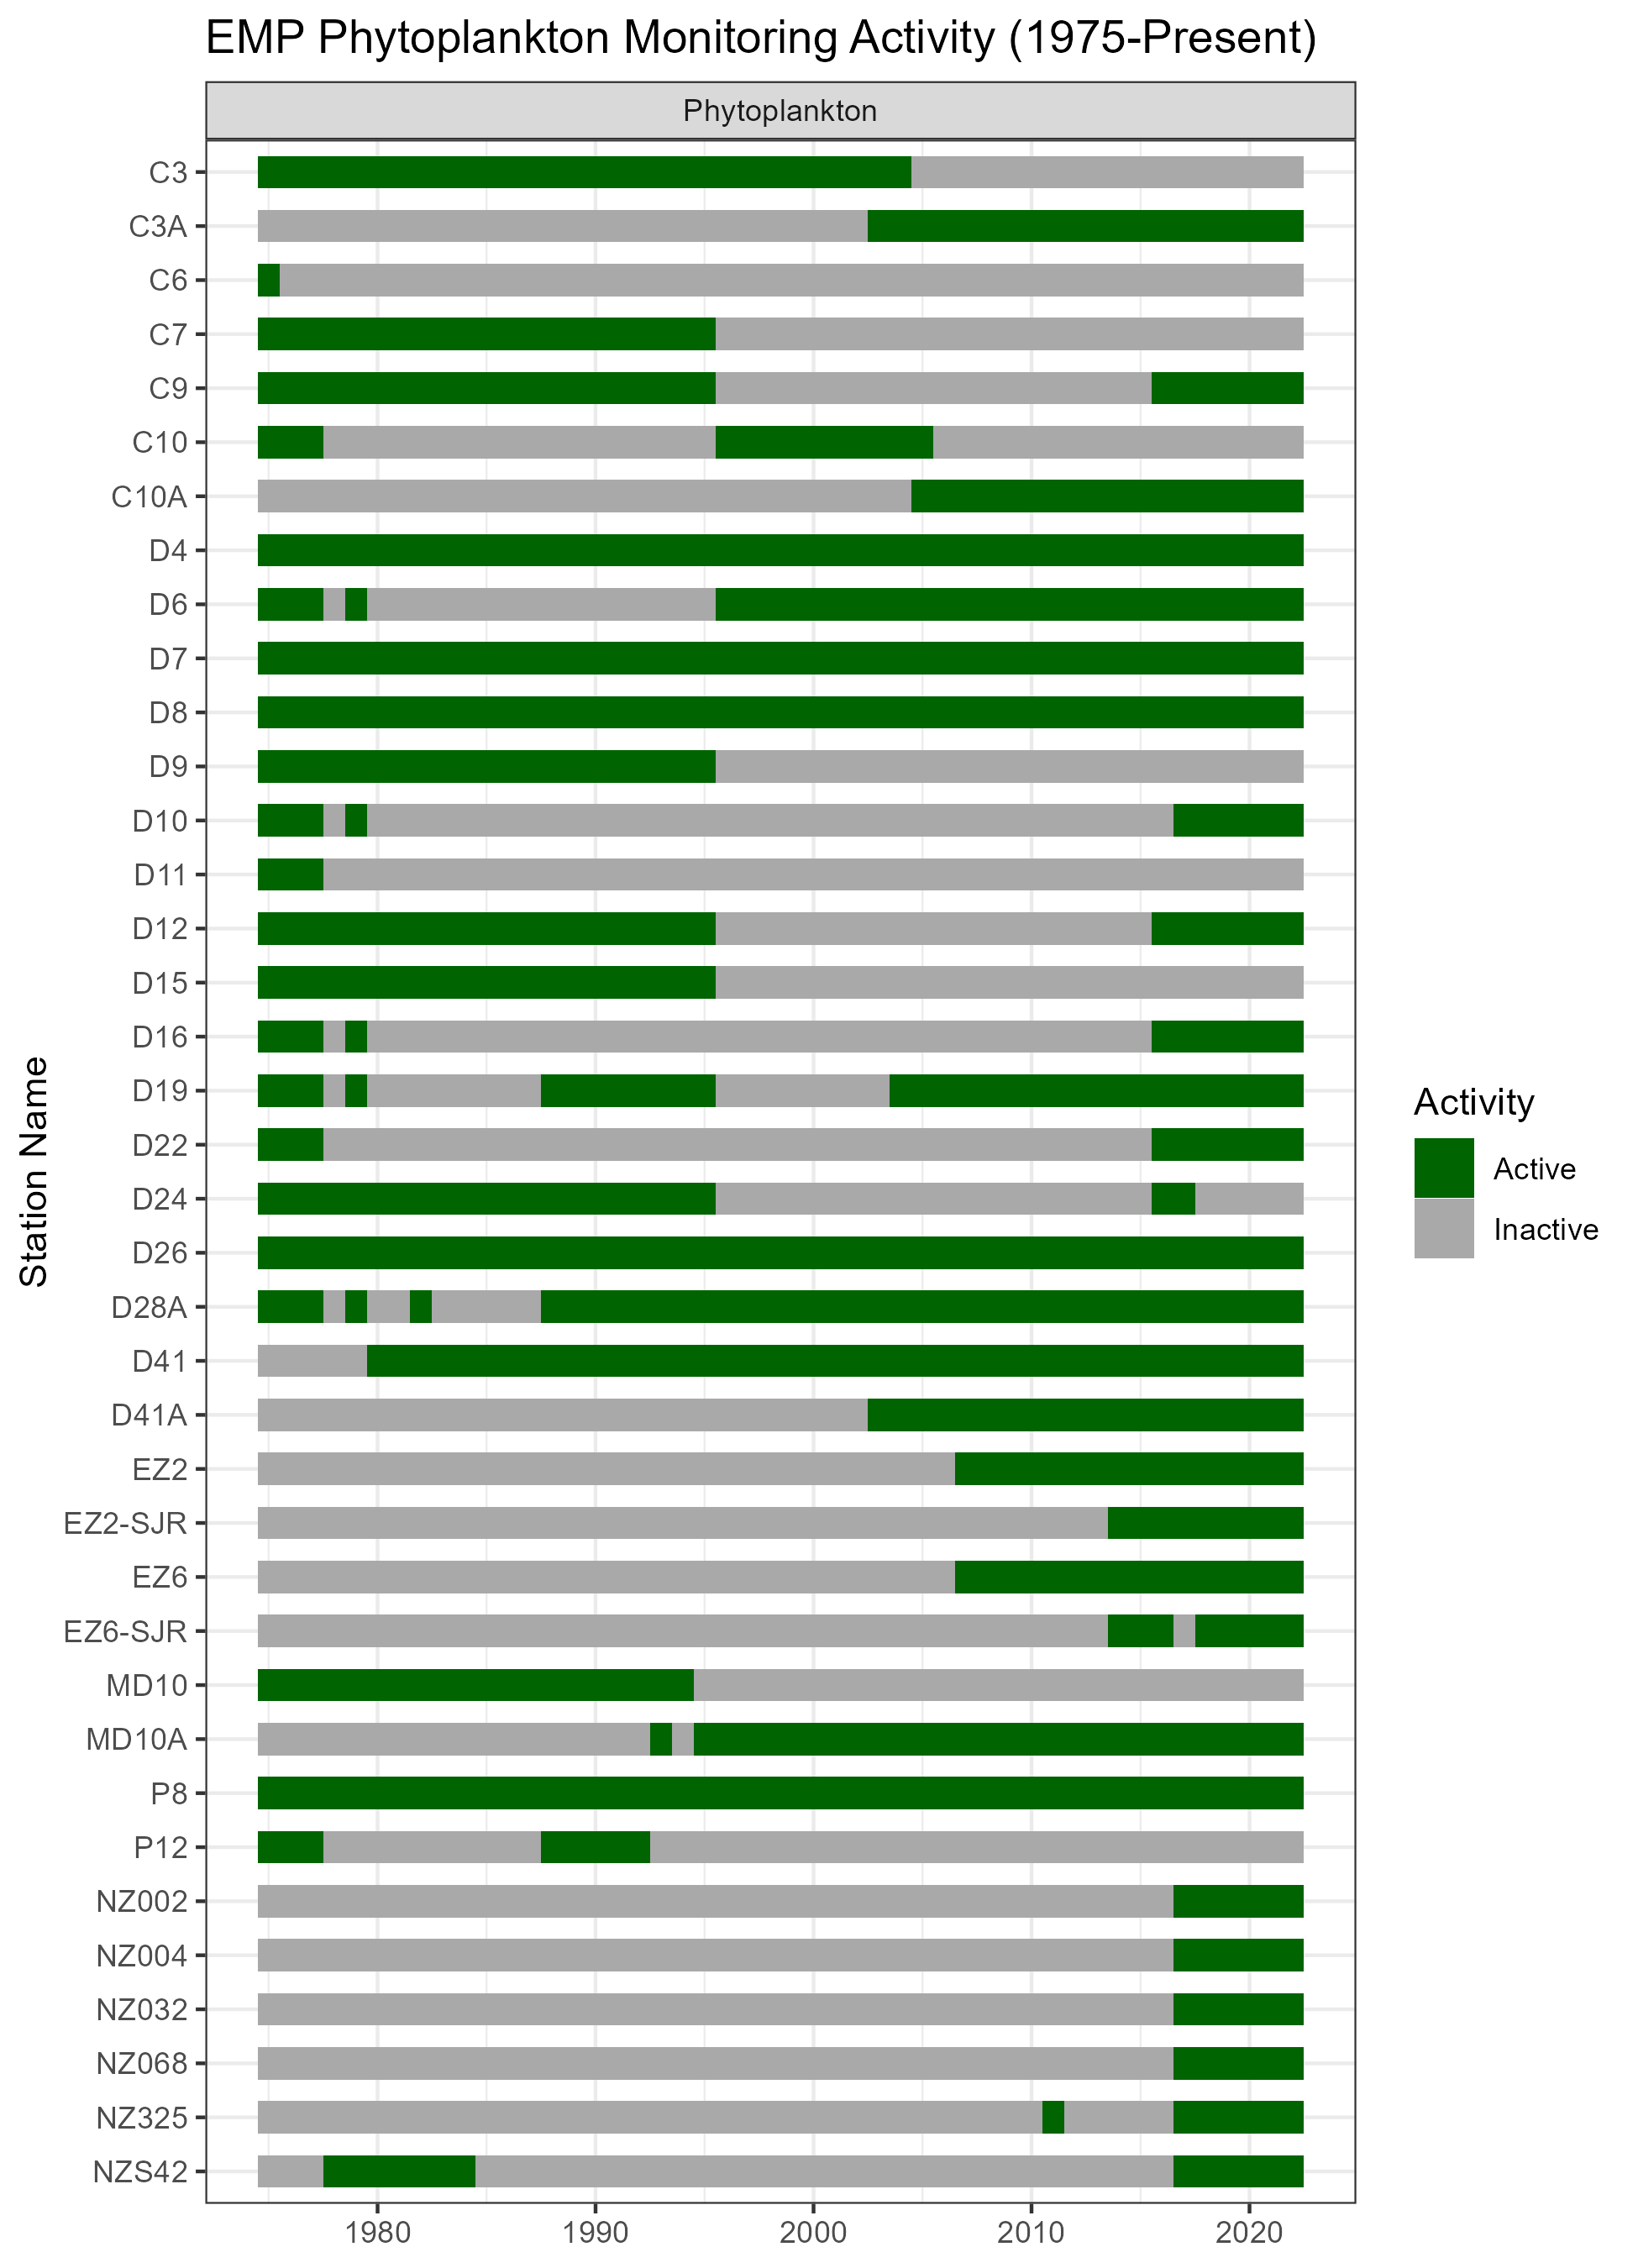 EMP Phytoplankton Monitoring Activity (1975-Present)
Phytoplankton
Station Name
C3
C3A
C6
C7
C9
C10
C10A
D4
D6
D7
D8
D9
D10
D11
D12
D15
D16
D19
D22
D24
D26
D28A
D41
D41A
EZ2
EZ2-SJR
EZ6
EZ6-SJR
MD10
MD10A
P8
P12
NZ002
NZ004
NZ032
NZ068
NZ325
NZS42
1980 1990 2000 2010 2020
Activity
Active
Inactive